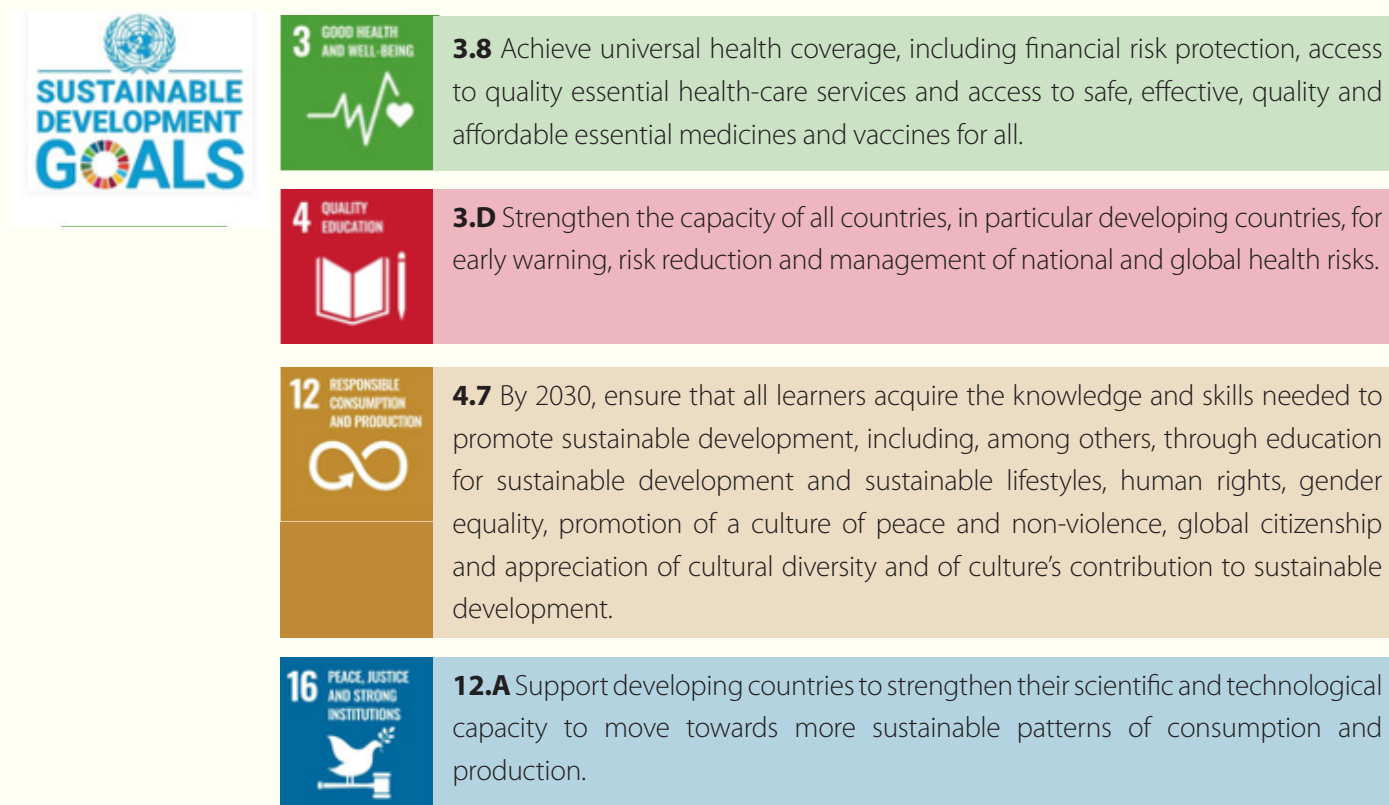 SUSTAINABLE
DEVELOPMENT
GOALS
3 GOOD HEALTH
AND WELL-BEING
3.8 Achieve universal health coverage, including financial risk protection, access
to quality essential health-care services and access to safe, effective, quality and
affordable essential medicines and vaccines for all.
4 QUALITY
EDUCATION
3.D Strengthen the capacity of all countries, in particular developing countries, for
early warning, risk reduction and management of national and global health risks.
12 RESPONSIBLE
CONSUMPTION
AND PRODUCTION
4.7 By 2030, ensure that all learners acquire the knowledge and skills needed to
promote sustainable development, including, among others, through education
for sustainable development and sustainable lifestyles, human rights, gender
equality, promotion of a culture of peace and non-violence, global citizenship
and appreciation of cultural diversity and of culture’s contribution to sustainable
development.
16 PEACE, JUSTICE
AND STRONG
INSTITUTIONS
12.A Support developing countries to strengthen their scientific and technological
capacity to move towards more sustainable patterns of consumption and
production.